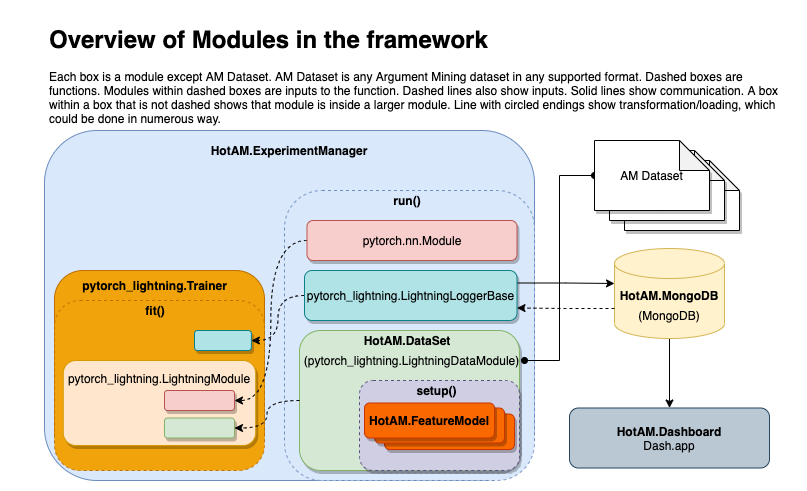 Overview of Modules in the framework
Each box is a module except AM Dataset. AM Dataset is any Argument Mining dataset in any supported format. Dashed boxes are
functions. Modules within dashed boxes are inputs to the function. Dashed lines also show inputs. Solid lines show communication. A box
within a box that is not dashed shows that module is inside a larger module. Line with circled endings show transformation/loading, which
could be done in numerous way.
HotAM.ExperimentManager
run()
pytorch.nn.Module
pytorch_lightning.LightningLoggerBase
HotAM.DataSet
(pytorch_lightning.LightningDataModule)
setup()
HotAM.FeatureModel
pytorch_lightning.Trainer
fit()
pytorch_lightning.LightningModule
AM Dataset
HotAM.MongoDB
(MongoDB)
HotAM.Dashboard
Dash.app